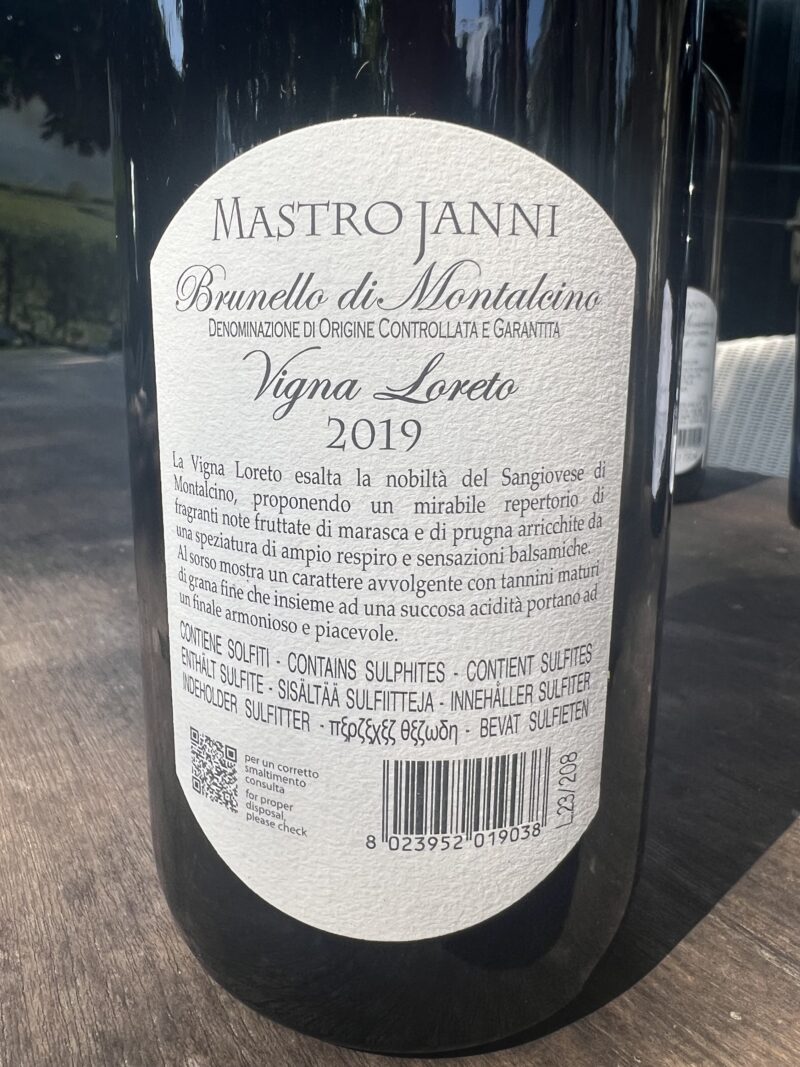 MASTROJANNI
Brunello di Montalcino
DENOMINAZIONE DI ORIGINE CONTROLLATA E GARANTITA
Vigna Loreto
2019
La Vigna Loreto esalta la nobiltà del Sangiovese di
Montalcino, proponendo un mirabile repertorio di
fragranti note fruttate di marasca e di prugna arricchite da
una speziatura di ampio respiro e sensazioni balsamiche.
Al sorso mostra un carattere avvolgente con tannini maturi
di grana fine che insieme ad una succosa acidità portano ad
un finale armonioso e piacevole.
CONTIENE SOLFITI - CONTAINS SULPHITES - CONTIENT SULFITES
ENTHÄLT SULFITE - SISÄLTÄÄ SULFIITTEJA - INNEHÅLLER SULFITER
INDEHOLDER SULFITTER - πξρζξχξζ θξζωδη - BEVAT SULFIETEN
per un corretto
smaltimento
consulta
for proper
disposal,
please check
8 023952 019038
L.23/208